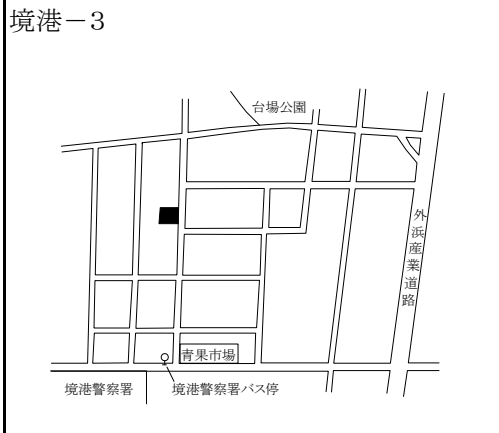 境港－3
台場公園
外浜産業道路
青果市場
境港警察署
境港警察署バス停